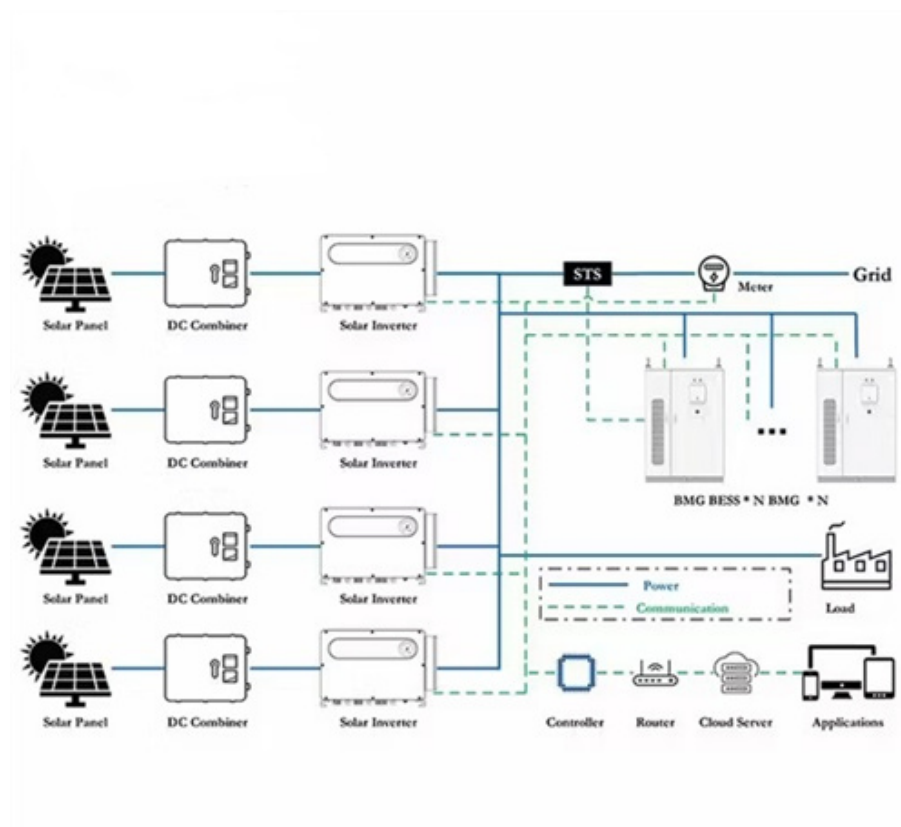 STS
Grid
Meter
Solar Panel DC Combiner Solar Inverter
Solar Panel DC Combiner Solar Inverter
BMG BESS * N BMG * N
Solar Panel DC Combiner Solar Inverter
Power
Communication
Load
Solar Panel DC Combiner Solar Inverter
Controller Router Cloud Server Applications